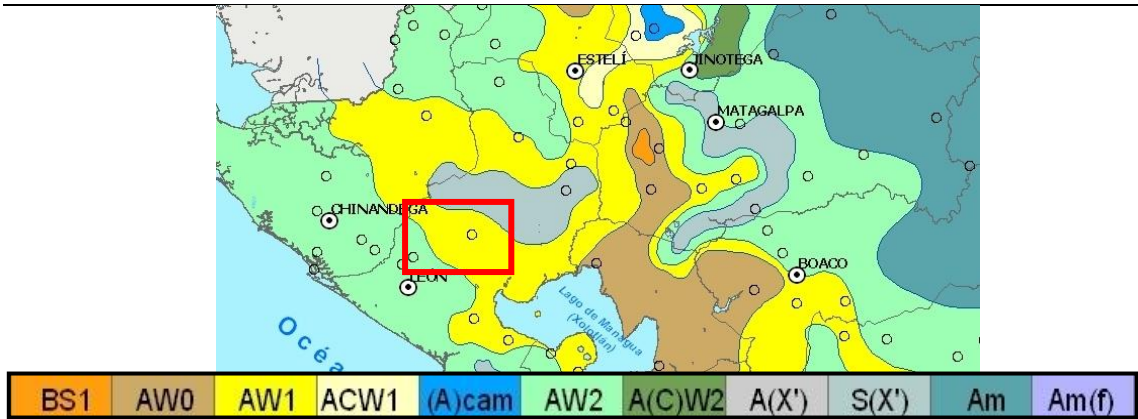 ESTELÍ
JINOTEGA
MATAGALPA
CHINANDEGA
BOACO
LEÓN
Lago de Managua
(Xolotlán)
Océa
BS1 AW0 AW1 ACW1 (A)cam AW2 A(C)W2 A(X') S(X') Am Am(f)